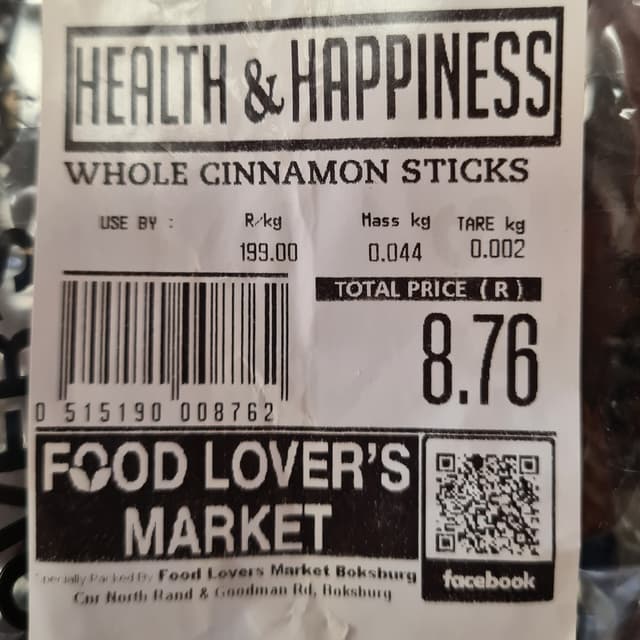 HEALTH & HAPPINESS
WHOLE CINNAMON STICKS
USE BY : R/kg Mass kg TARE kg
199.00 0.044 0.002
TOTAL PRICE (R)
8.76
0 515190 008762
FOOD LOVER'S
MARKET
facebook
Specially Packed By Food Lovers Market Boksburg
Cnr North Rand & Goodman Rd, Boksburg